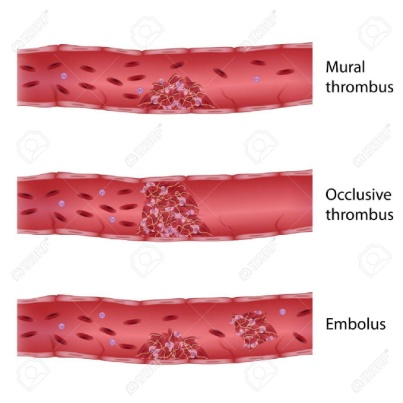 Mural
thrombus
Occlusive
thrombus
Embolus